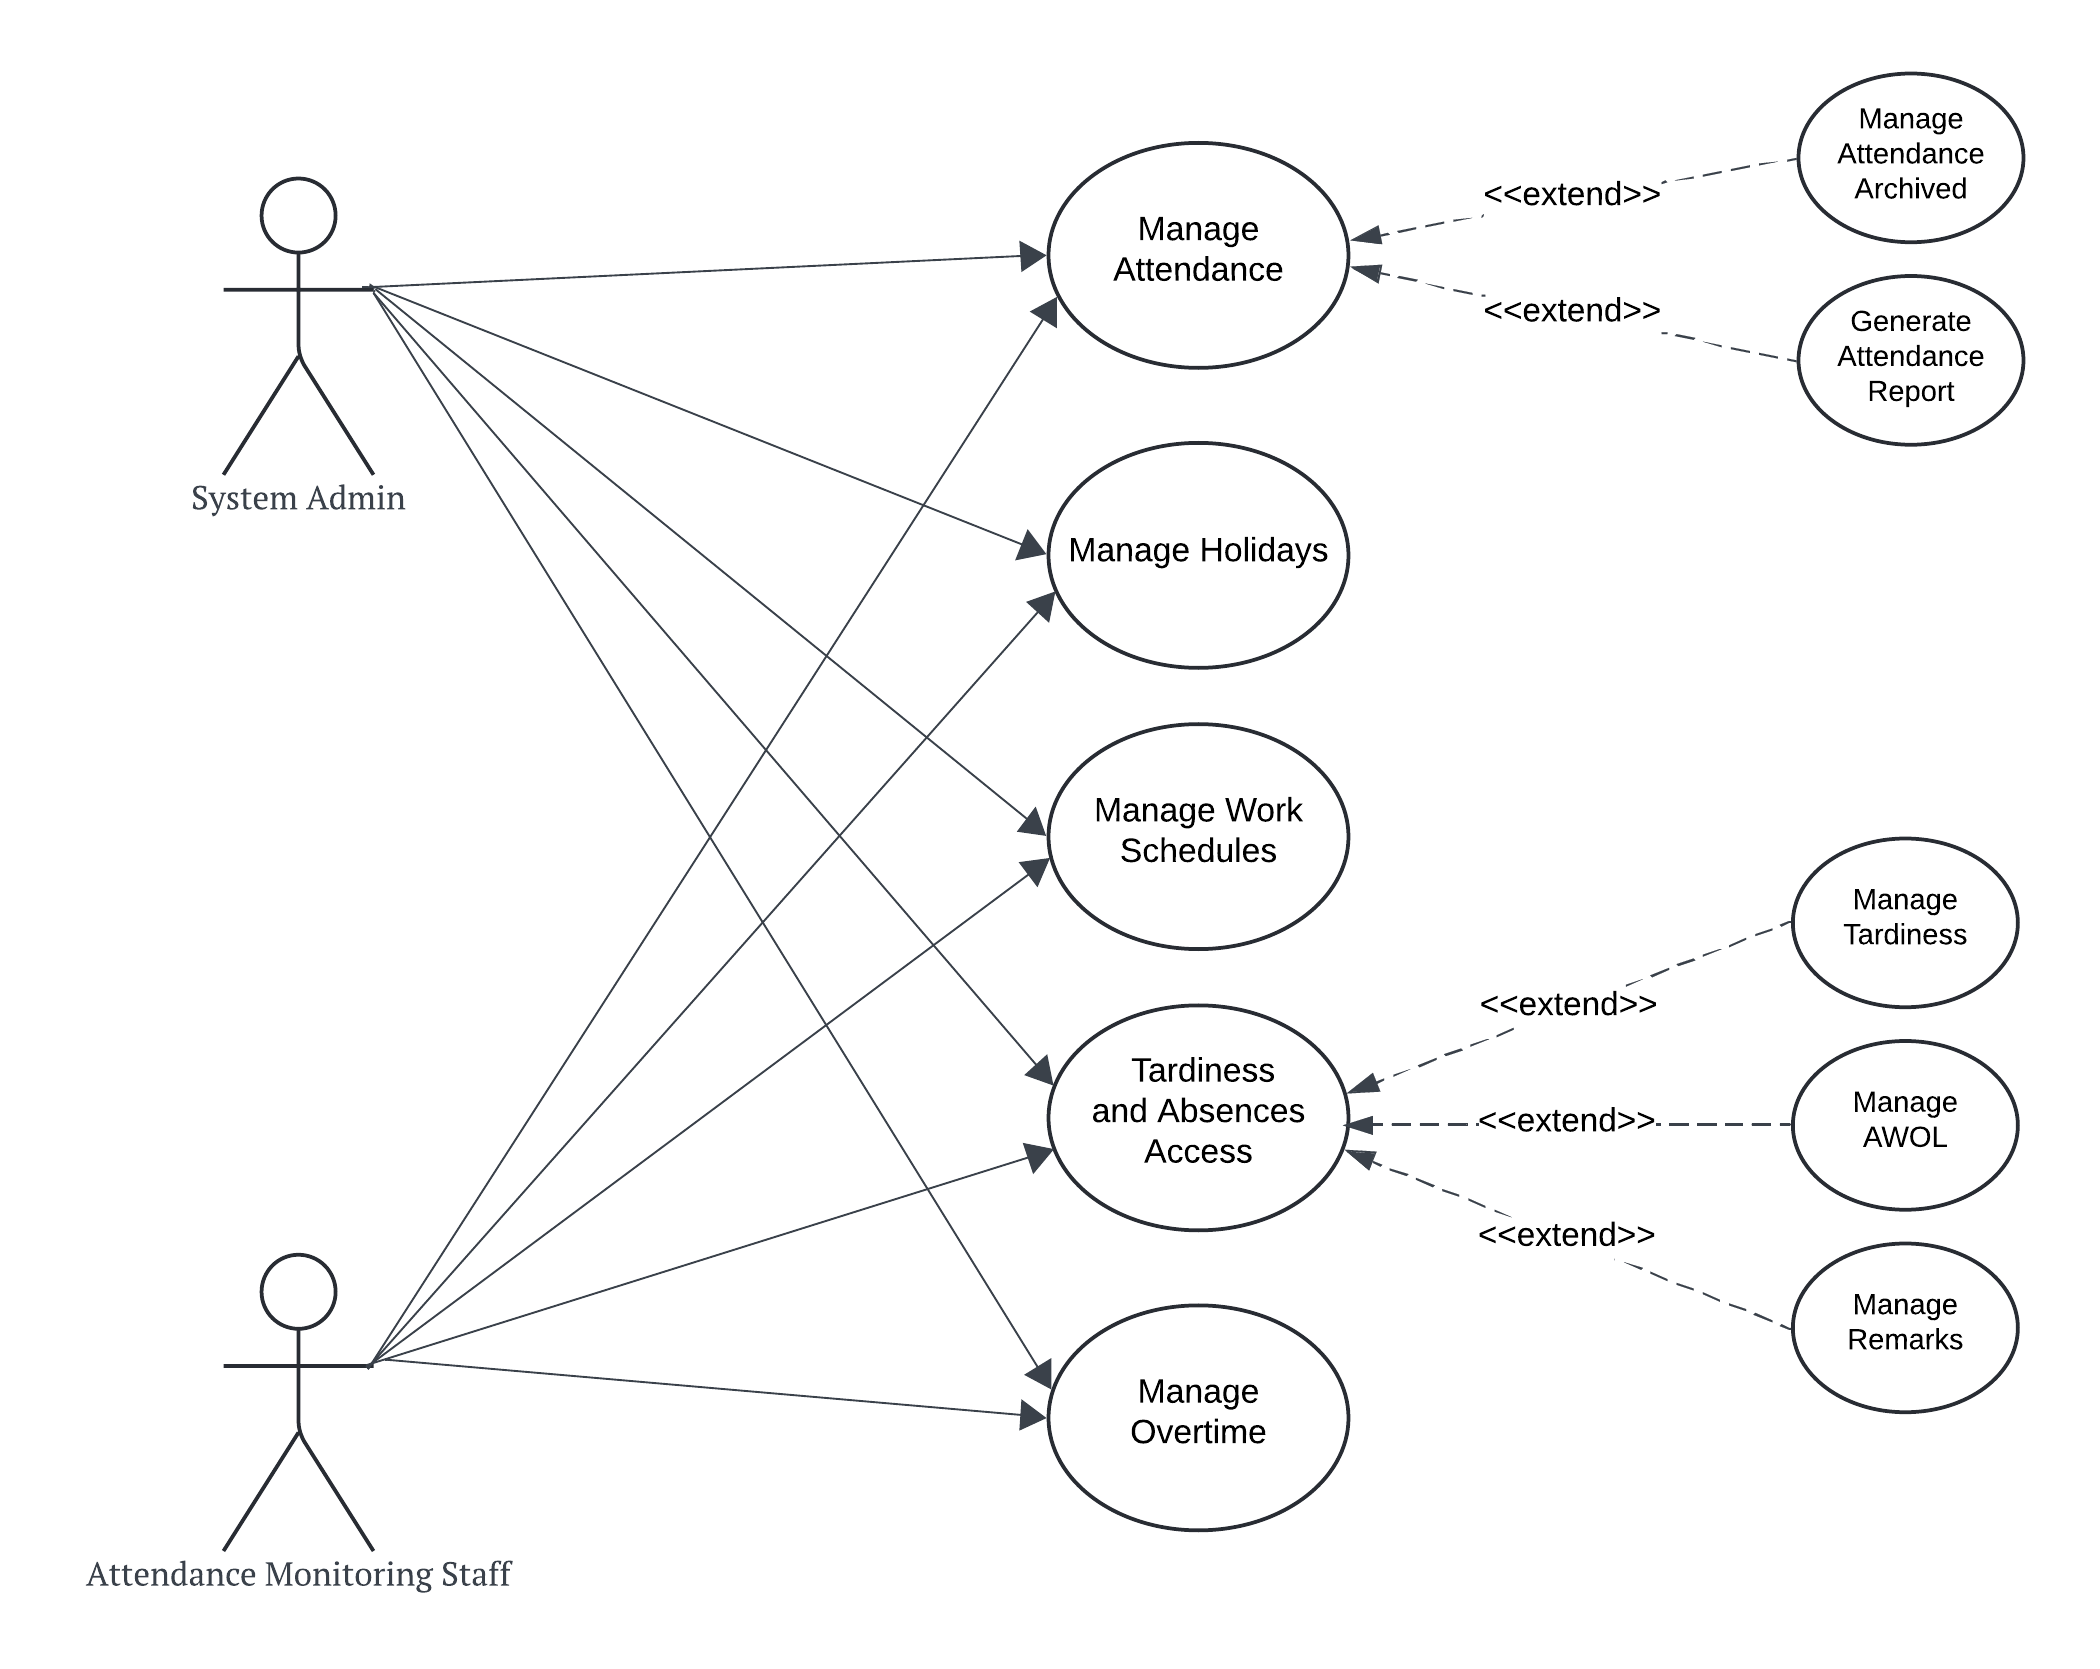 System Admin
Attendance Monitoring Staff
Manage
Attendance
Manage Holidays
Manage Work
Schedules
Tardiness
and Absences
Access
Manage
Overtime
<<extend>>
<<extend>>
<<extend>>
<<extend>>
<<extend>>
Manage
Attendance
Archived
Generate
Attendance
Report
Manage
Tardiness
Manage
AWOL
Manage
Remarks